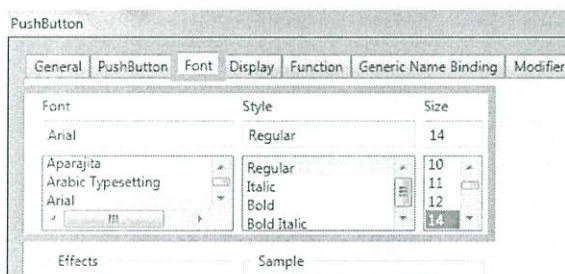 PushButton
General PushButton Font Display Function Generic Name Binding Modifier
Font Style Size
Arial Regular 14
Aparajita Regular 10
Arabic Typesetting Italic 11
Arial Bold 12
Bold Italic 14
Effects Sample